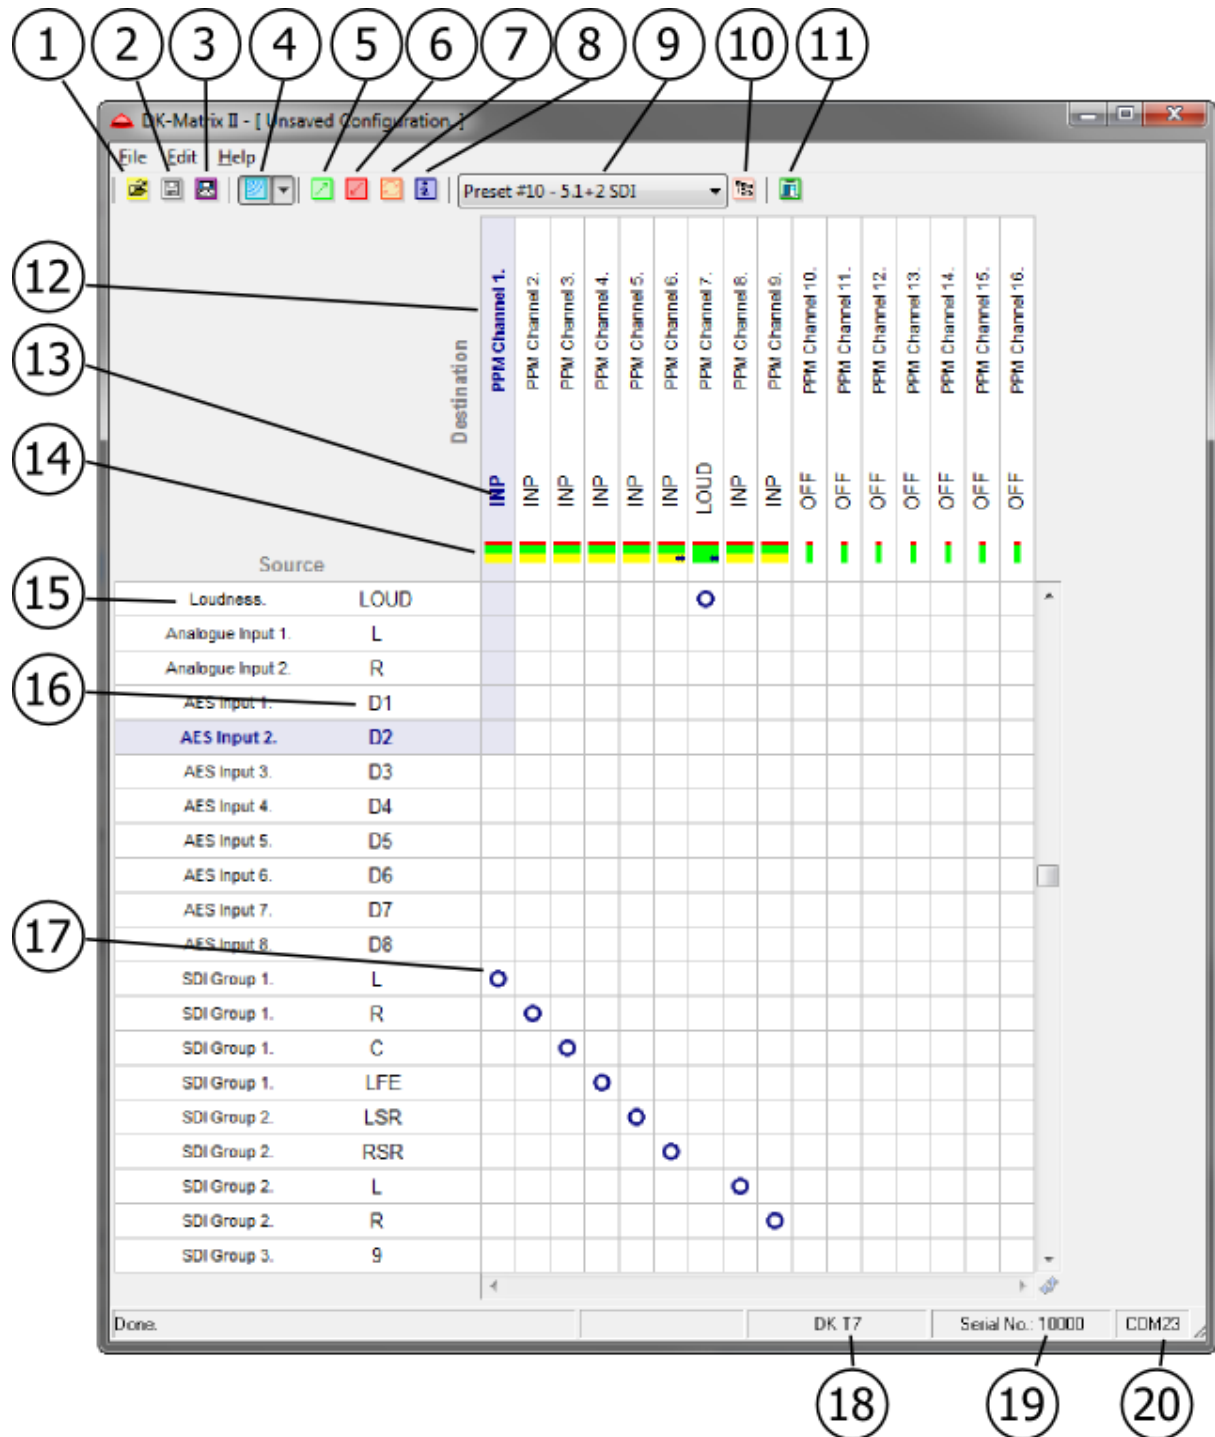 1 2 3 4 5 6 7 8 9 10 11
DK-Matrix II - [ Unsaved Configuration. ]
File Edit Help
Preset #10 - 5.1+2 SDI
12
13
14
Destination
PPM Channel 1. INP
PPM Channel 2. INP
PPM Channel 3. INP
PPM Channel 4. INP
PPM Channel 5. INP
PPM Channel 6. INP
PPM Channel 7. LOUD
PPM Channel 8. INP
PPM Channel 9. INP
PPM Channel 10. OFF
PPM Channel 11. OFF
PPM Channel 12. OFF
PPM Channel 13. OFF
PPM Channel 14. OFF
PPM Channel 15. OFF
PPM Channel 16. OFF
Source
15 Loudness. LOUD
Analogue Input 1. L
Analogue Input 2. R
16 AES Input 1. D1
AES Input 2. D2
AES Input 3. D3
AES Input 4. D4
AES Input 5. D5
AES Input 6. D6
AES Input 7. D7
17 AES Input 8. D8
SDI Group 1. L
SDI Group 1. R
SDI Group 1. C
SDI Group 1. LFE
SDI Group 2. LSR
SDI Group 2. RSR
SDI Group 2. L
SDI Group 2. R
SDI Group 3. 9
Done. DK T7 Serial No.: 10000 COM23
18 19 20